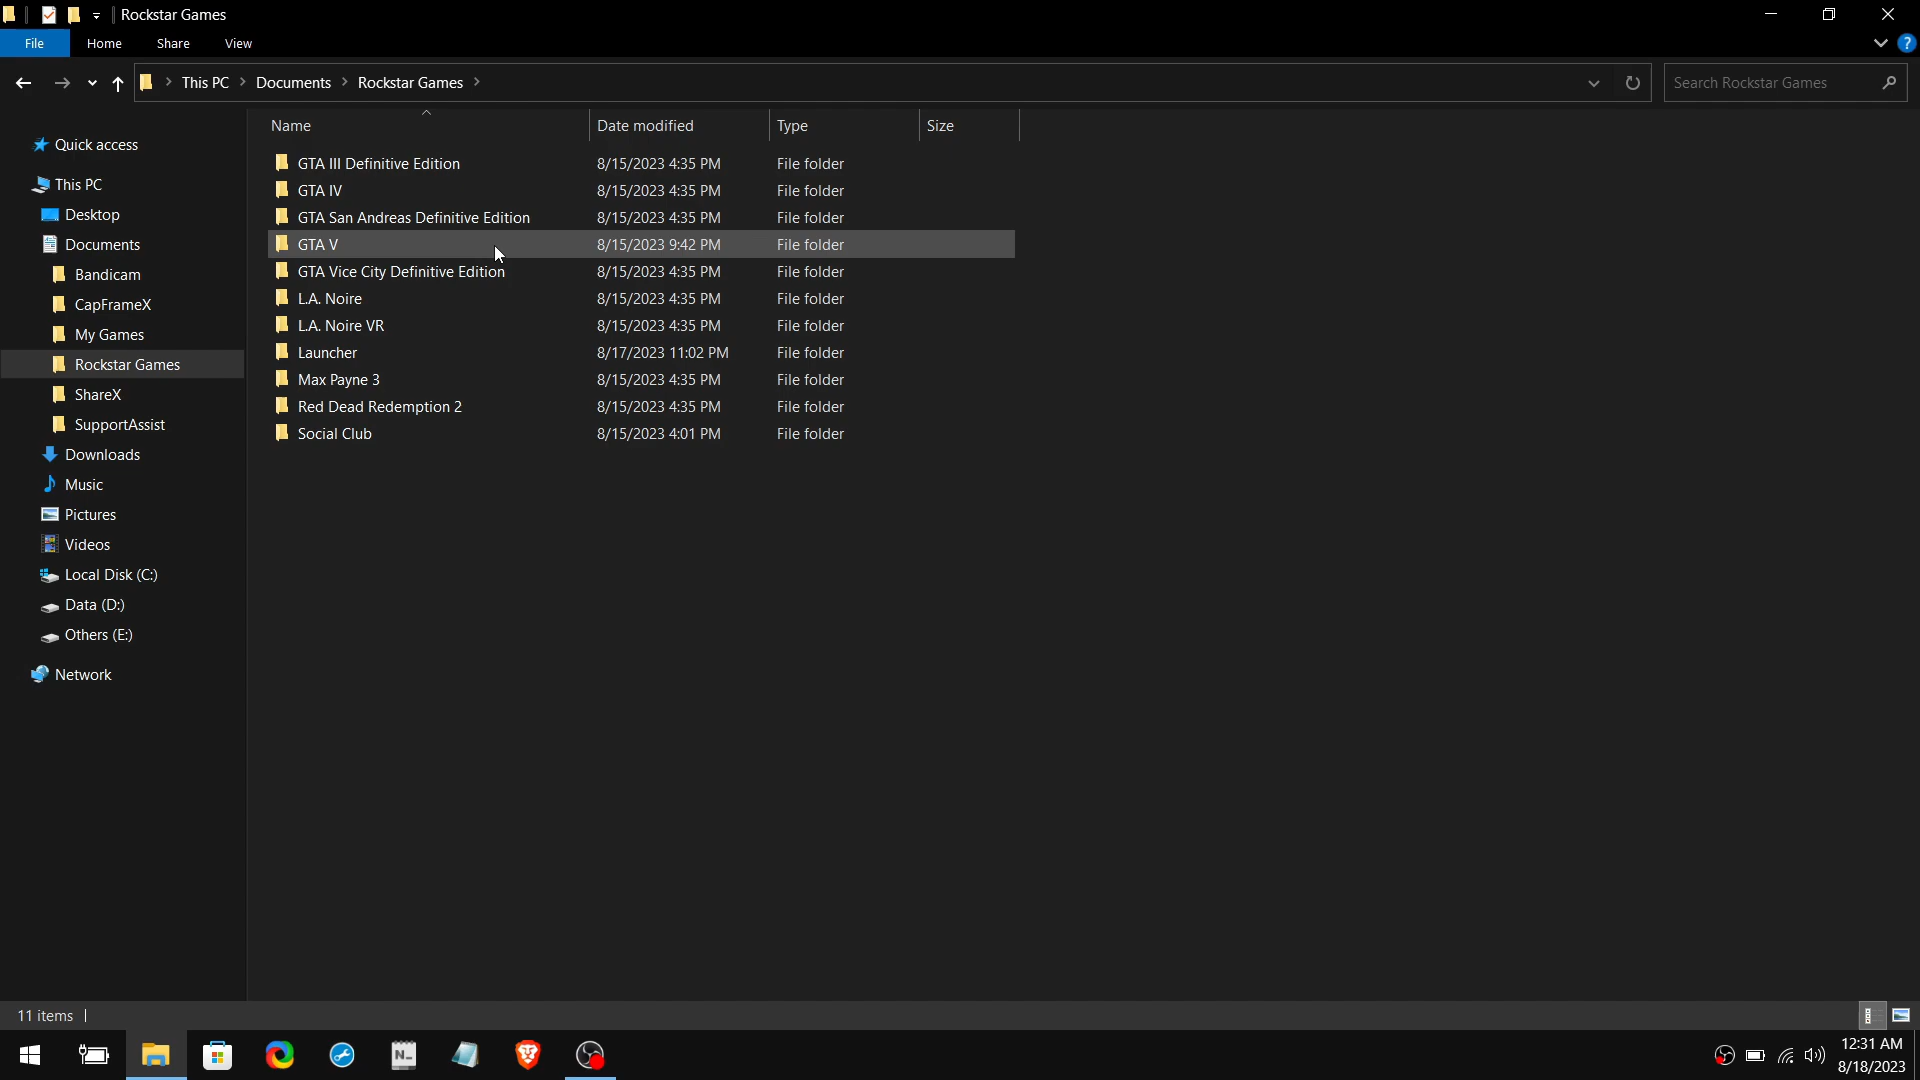 Rockstar Games
File Home Share View
This PC Documents Rockstar Games Search Rockstar Games
Name Date modified Type Size
Quick access
This PC
Desktop
Documents
Bandicam
CapFrameX
My Games
Rockstar Games
ShareX
SupportAssist
Downloads
Music
Pictures
Videos
Local Disk (C:)
Data (D:)
Others (E:)
Network
GTA III Definitive Edition 8/15/2023 4:35 PM File folder
GTA IV 8/15/2023 4:35 PM File folder
GTA San Andreas Definitive Edition 8/15/2023 4:35 PM File folder
GTA V 8/15/2023 9:42 PM File folder
GTA Vice City Definitive Edition 8/15/2023 4:35 PM File folder
L.A. Noire 8/15/2023 4:35 PM File folder
L.A. Noire VR 8/15/2023 4:35 PM File folder
Launcher 8/17/2023 11:02 PM File folder
Max Payne 3 8/15/2023 4:35 PM File folder
Red Dead Redemption 2 8/15/2023 4:35 PM File folder
Social Club 8/15/2023 4:01 PM File folder
11 items
N
12:31 AM
8/18/2023